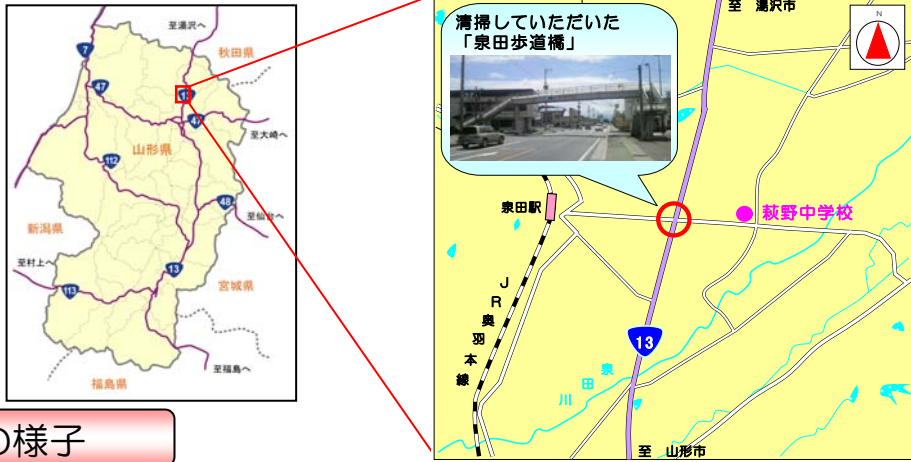 至湯沢へ
7
秋田県
47
13
47
至大崎へ
山形県
112
48
至仙台へ
新潟県
至村上へ
13
宮城県
113
至福島へ
福島県
の様子
至 湯沢市
N
清掃していただいた
「泉田歩道橋」
泉田駅
萩野中学校
JR奥羽本線
13
泉田川
至 山形市